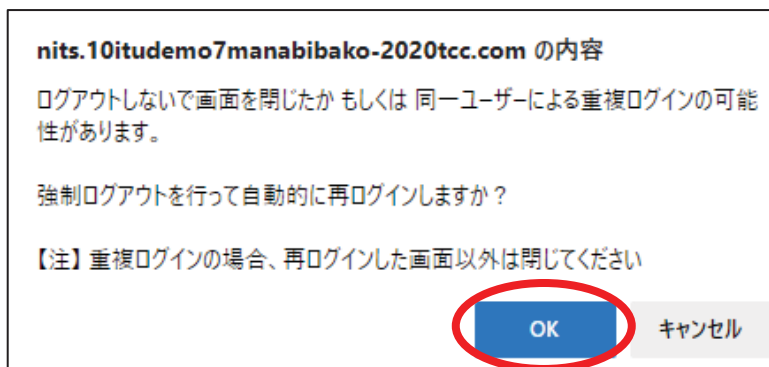 nits.10itudemo7manabibako-2020tcc.com の内容
ログアウトしないで画面を閉じたか もしくは 同一ユーザーによる重複ログインの可能
性があります。
強制ログアウトを行って自動的に再ログインしますか？
【注】 重複ログインの場合、再ログインした画面以外は閉じてください
OK
キャンセル